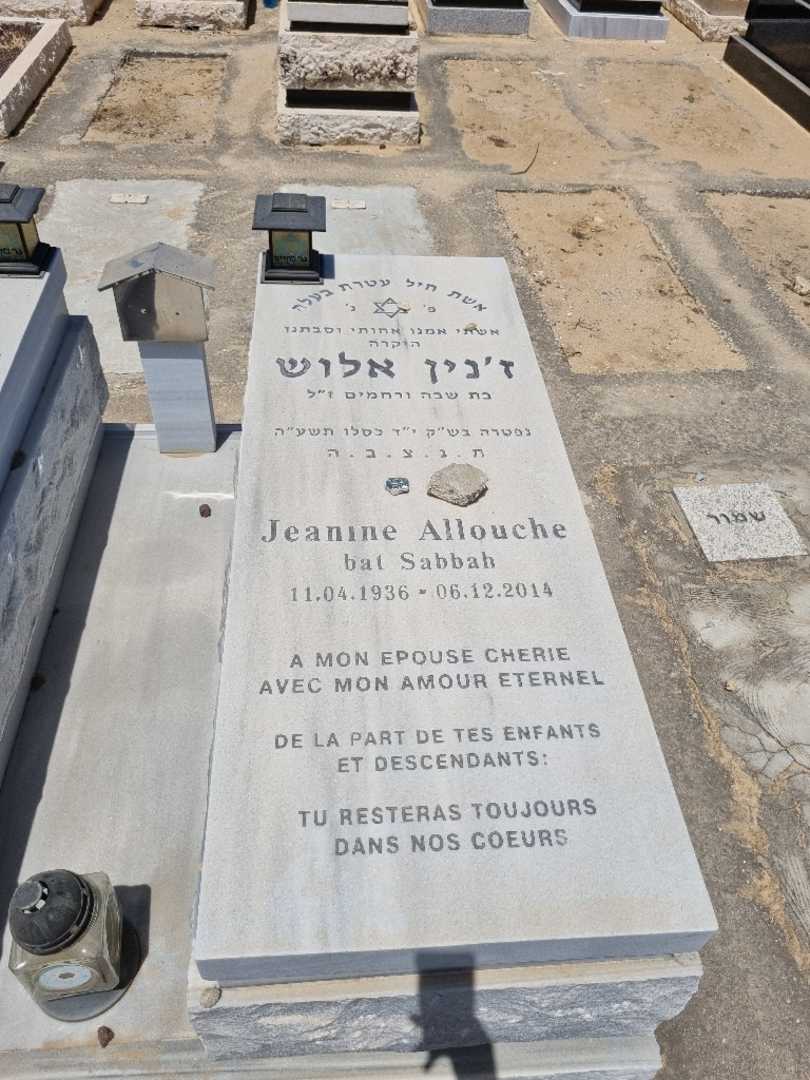 אשת חיל עטרת בעלה
פ' נ'
אשתי אמנו אחותי וסבתנו
היקרה
ז'נין אלוש
בת שבה ורחמים ז"ל
נפטרה בש"ק י"ד כסלו תשע"ה
ת.נ.צ.ב.ה
Jeanine Allouche
bat Sabbah
11.04.1936 - 06.12.2014
A MON EPOUSE CHERIE
AVEC MON AMOUR ETERNEL
DE LA PART DE TES ENFANTS
ET DESCENDANTS:
TU RESTERAS TOUJOURS
DANS NOS COEURS
שמור